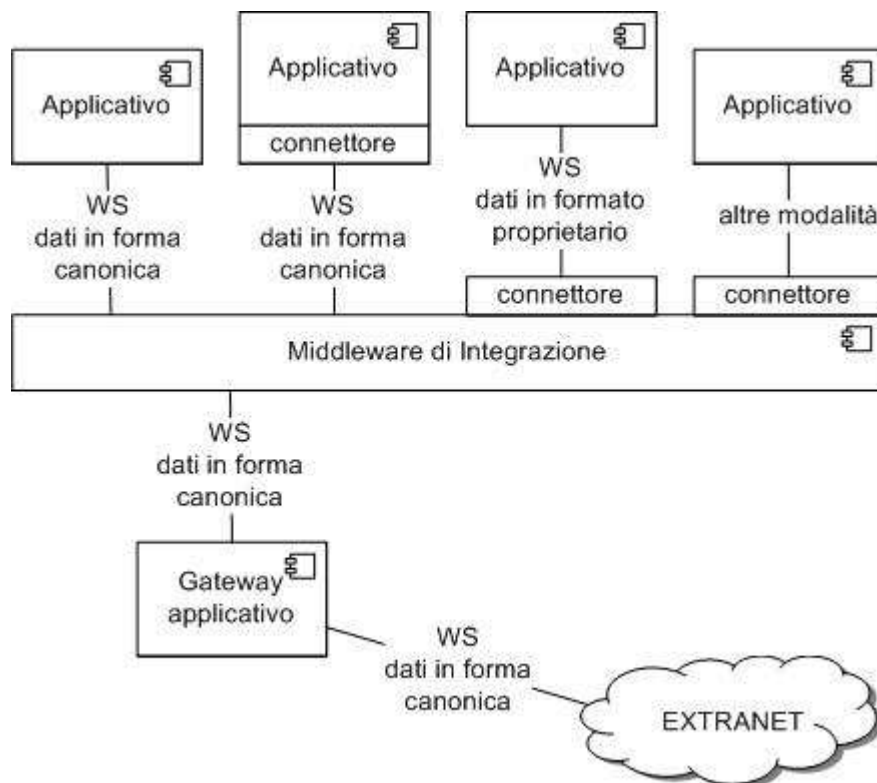 Applicativo
Applicativo
connettore
Applicativo
Applicativo
WS
dati in forma
canonica
WS
dati in forma
canonica
WS
dati in formato
proprietario
altre modalità
connettore
connettore
Middleware di Integrazione
WS
dati in forma
canonica
Gateway
applicativo
WS
dati in forma
canonica
EXTRANET